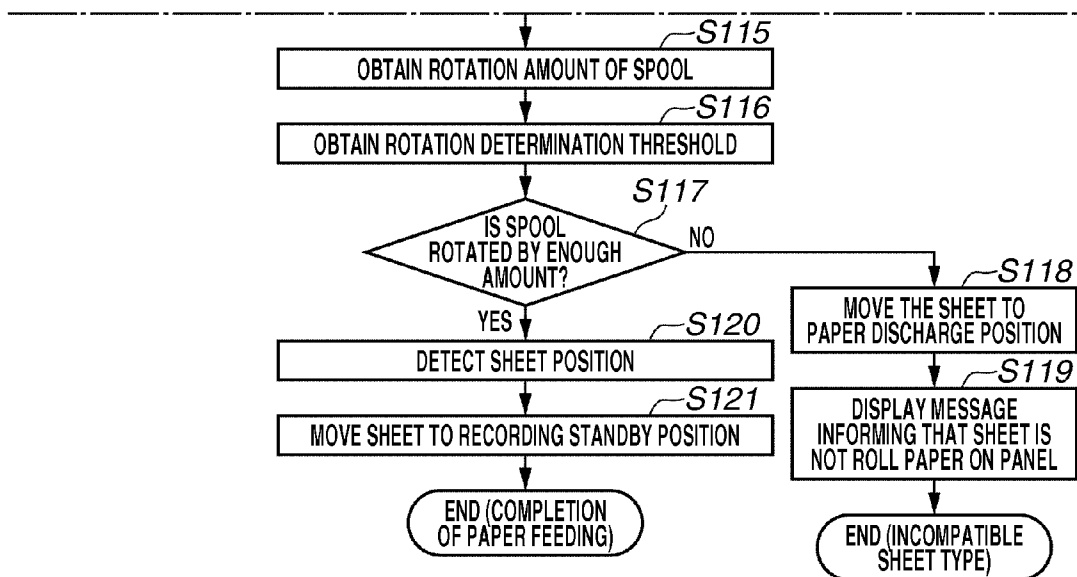 S115
OBTAIN ROTATION AMOUNT OF SPOOL
S116
OBTAIN ROTATION DETERMINATION THRESHOLD
S117
IS SPOOL
ROTATED BY ENOUGH
AMOUNT?
NO
YES
S118
MOVE THE SHEET TO
PAPER DISCHARGE POSITION
S119
DISPLAY MESSAGE
INFORMING THAT SHEET IS
NOT ROLL PAPER ON PANEL
END (INCOMPATIBLE
SHEET TYPE)
S120
DETECT SHEET POSITION
S121
MOVE SHEET TO RECORDING STANDBY POSITION
END (COMPLETION
OF PAPER FEEDING)